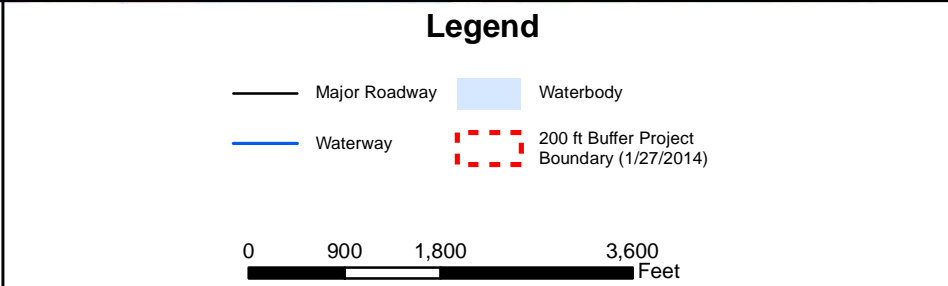 Legend
Major Roadway
Waterbody
Waterway
200 ft Buffer Project
Boundary (1/27/2014)
0 900 1,800 3,600
Feet